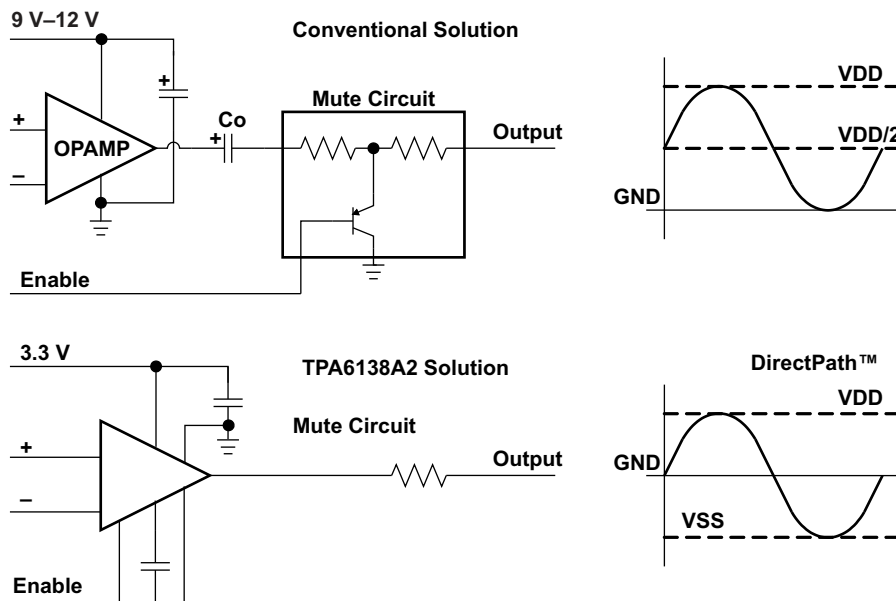 9 V–12 V
Conventional Solution
VDD
+
Co
Mute Circuit
+
OPAMP
+
Output
VDD/2
–
GND
Enable
3.3 V
TPA6138A2 Solution
DirectPath™
VDD
Mute Circuit
+
Output
GND
–
VSS
Enable